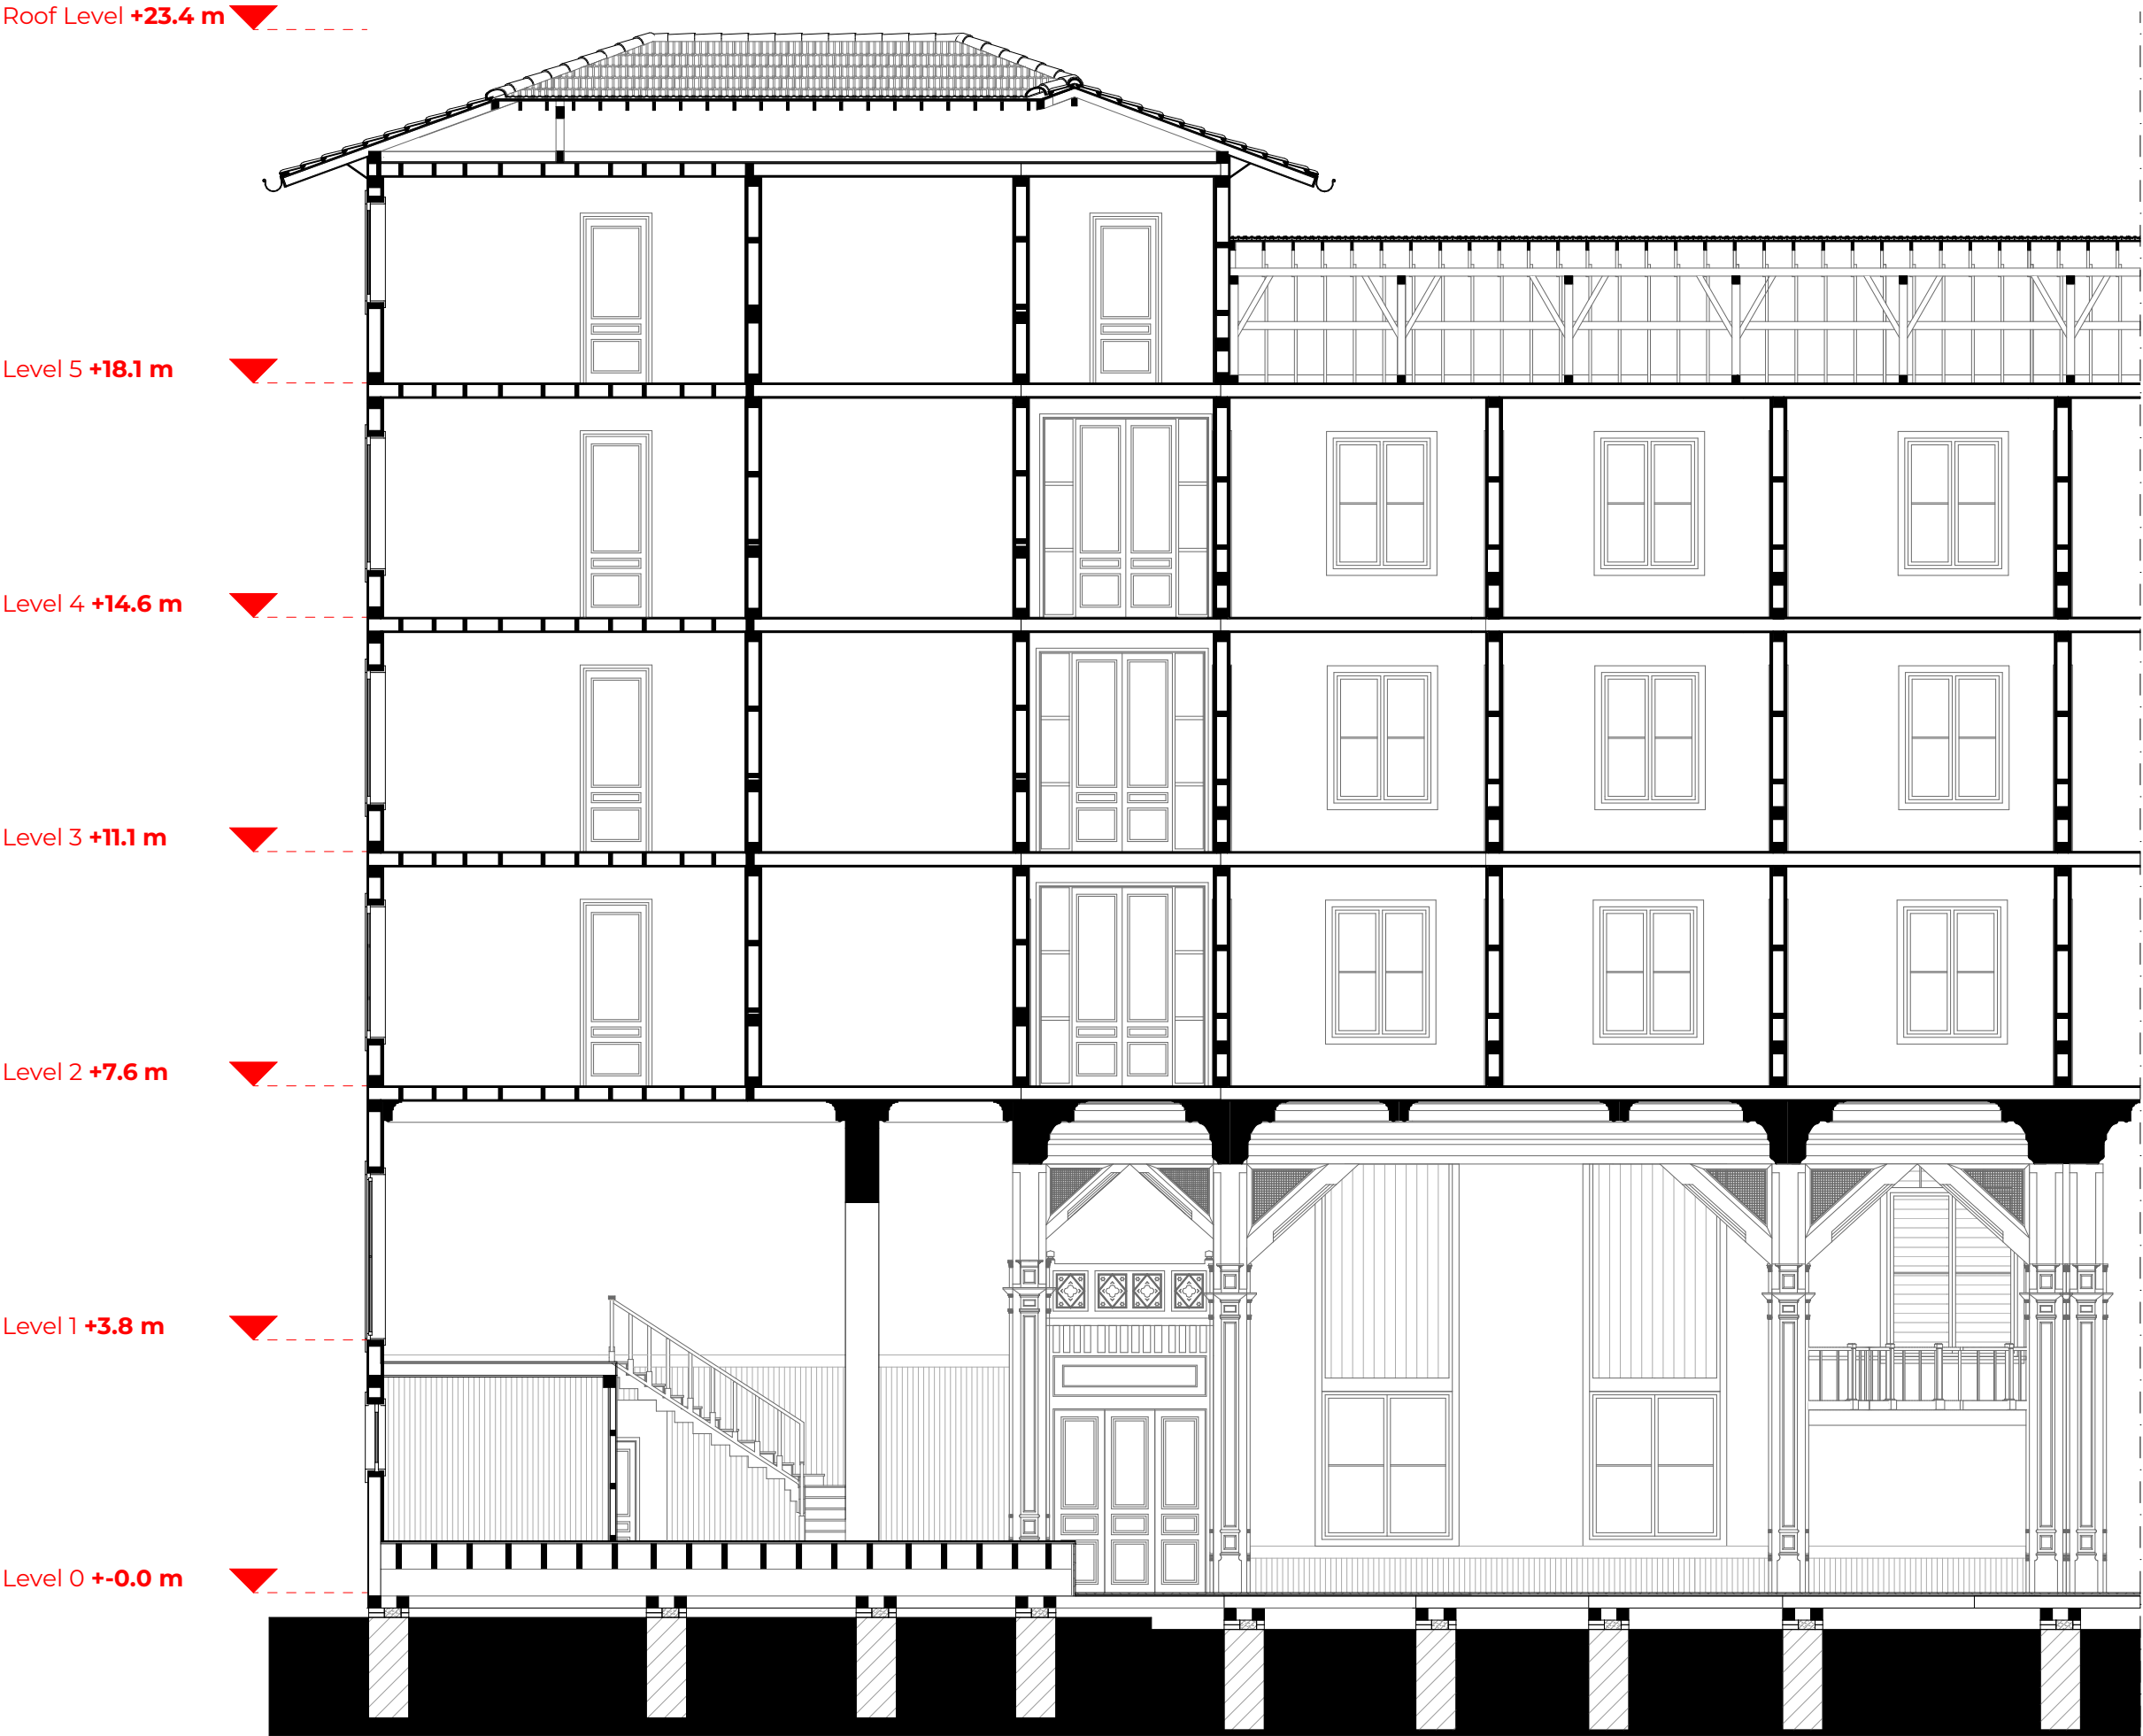 Roof Level +23.4 m
Level 5 +18.1 m
Level 4 +14.6 m
Level 3 +11.1 m
Level 2 +7.6 m
Level 1 +3.8 m
Level 0 +-0.0 m